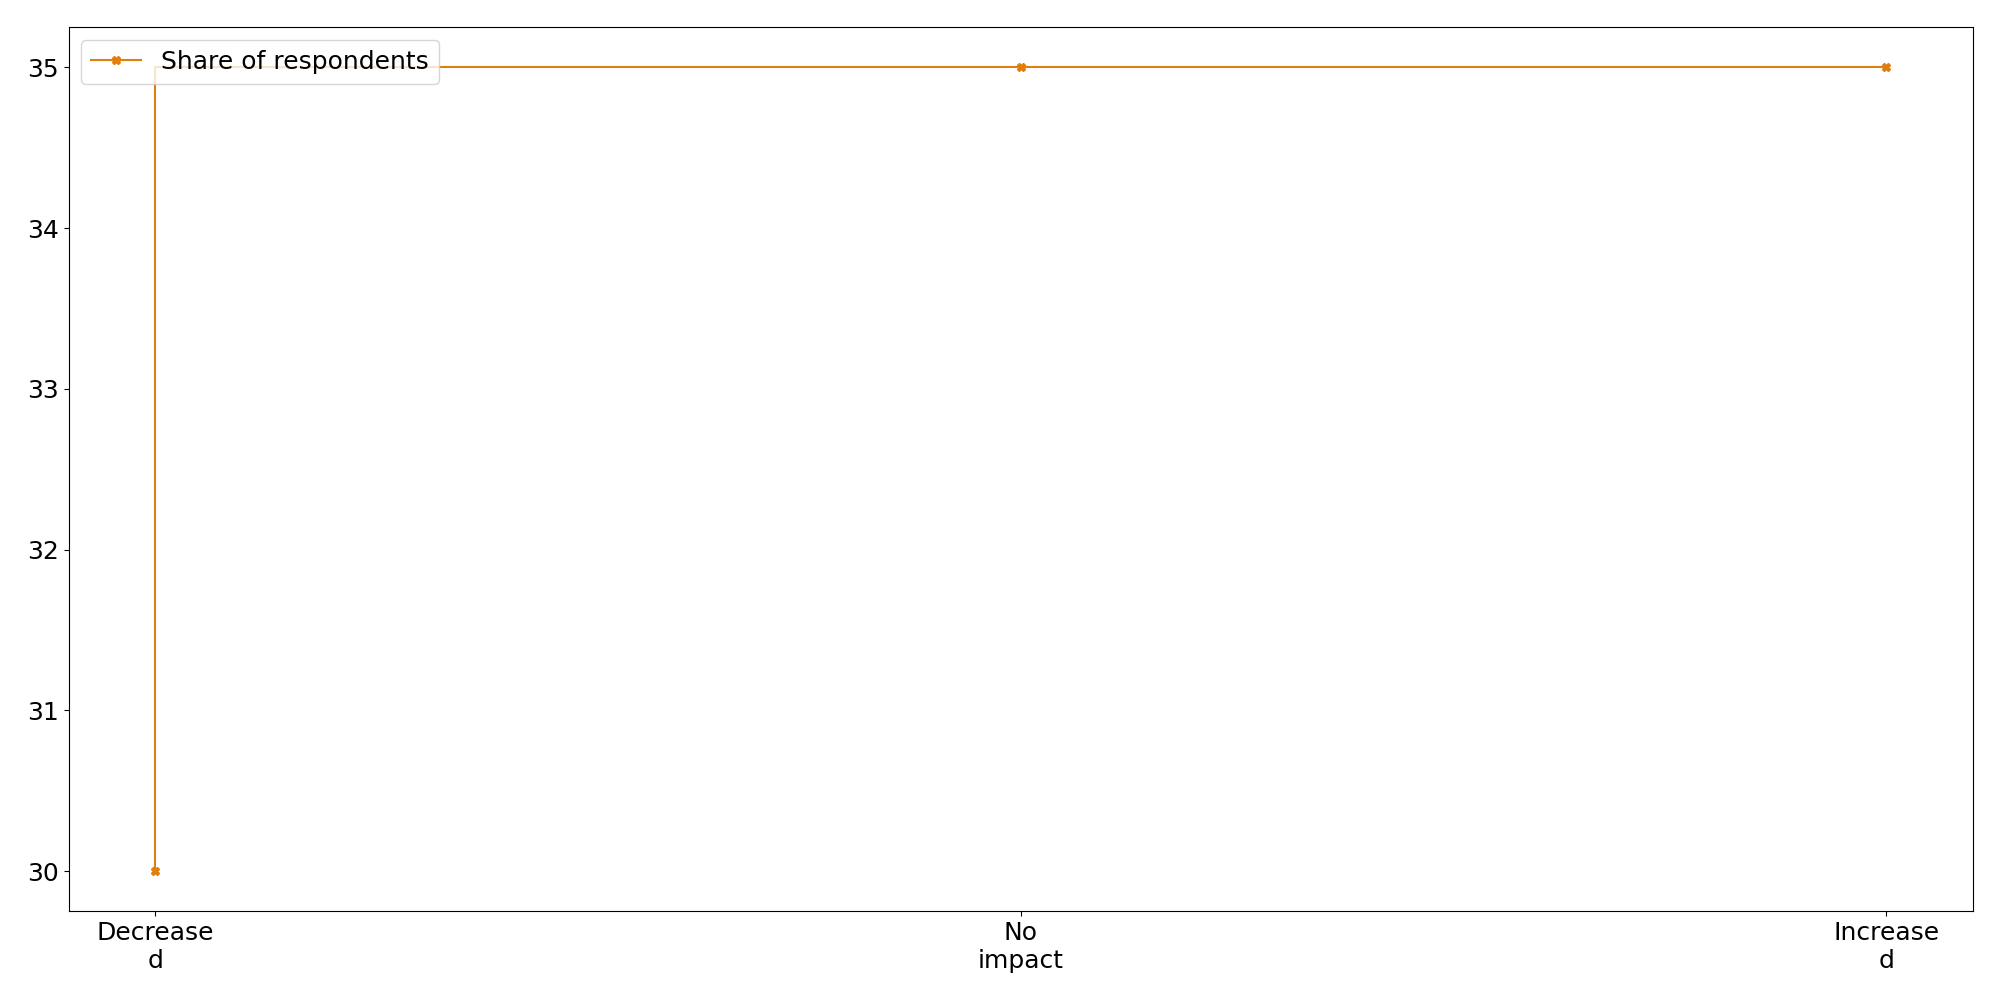 Share of respondents
35
34
33
32
31
30
Decrease
d
No
impact
Increase
d